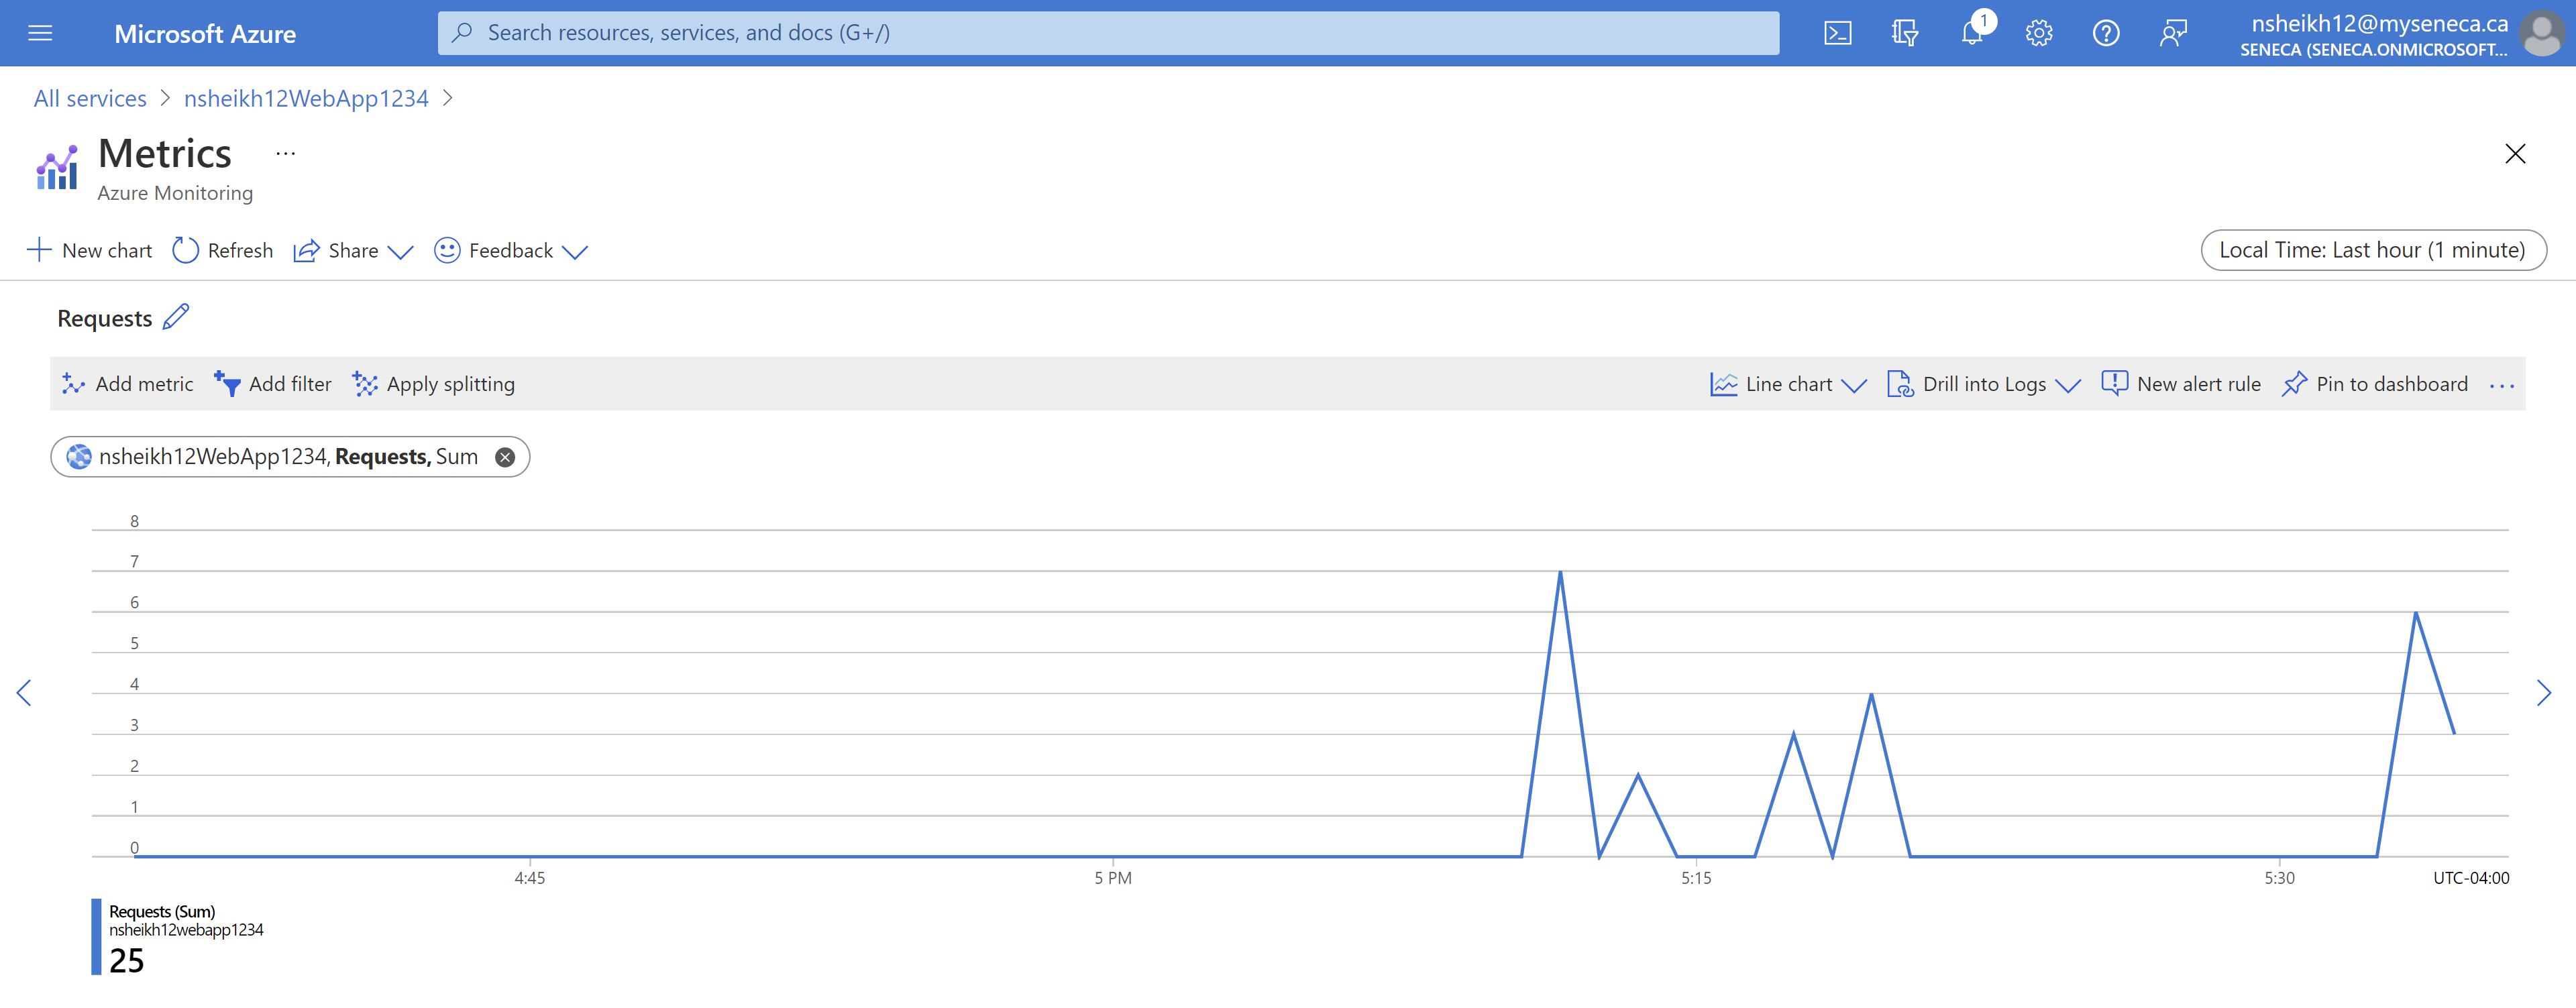 Microsoft Azure
Search resources, services, and docs (G+/)
1
nsheikh12@myseneca.ca
SENECA (SENECA.ONMICROSOFT...
All services > nsheikh12WebApp1234 >
Metrics ...
Azure Monitoring
New chart Refresh Share Feedback
Local Time: Last hour (1 minute)
Requests
Add metric Add filter Apply splitting
Line chart Drill into Logs New alert rule Pin to dashboard ...
nsheikh12WebApp1234, Requests, Sum
8
7
6
5
4
3
2
1
0
4:45 5 PM 5:15 5:30 UTC-04:00
Requests (Sum)
nsheikh12webapp1234
25